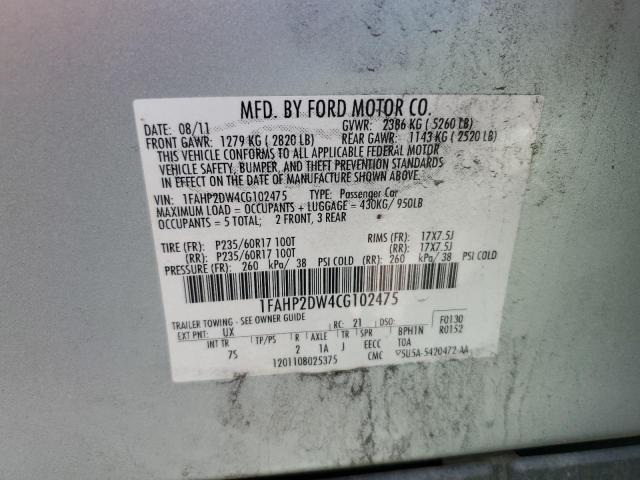 MFD. BY FORD MOTOR CO.
DATE: 08/11 GVWR: 2386 KG ( 5260 LB)
FRONT GAWR: 1279 KG ( 2820 LB) REAR GAWR: 1143 KG ( 2520 LB)
THIS VEHICLE CONFORMS TO ALL APPLICABLE FEDERAL MOTOR
VEHICLE SAFETY, BUMPER, AND THEFT PREVENTION STANDARDS
IN EFFECT ON THE DATE OF MANUFACTURE SHOWN ABOVE.
VIN: 1FAHP2DW4CG102475 TYPE: Passenger Car
MAXIMUM LOAD = OCCUPANTS + LUGGAGE = 430KG/ 950LB
OCCUPANTS = 5 TOTAL; 2 FRONT, 3 REAR
TIRE (FR): P235/60R17 100T RIMS (FR): 17X7.5J
(RR): P235/60R17 100T (RR): 17X7.5J
PRESSURE (FR): 260 kPa/ 38 PSI COLD (RR): 260 kPa/ 38 PSI COLD
1FAHP2DW4CG102475
TRAILER TOWING - SEE OWNER GUIDE
RC: 21 DSO: F0130
EXT PNT: UX R0152
INT TR TP/PS R AXLE TR SPR BPH1N
75 2 1A J EECC TOA
1201108025375 CMC ▽SU5A-5420472-AA